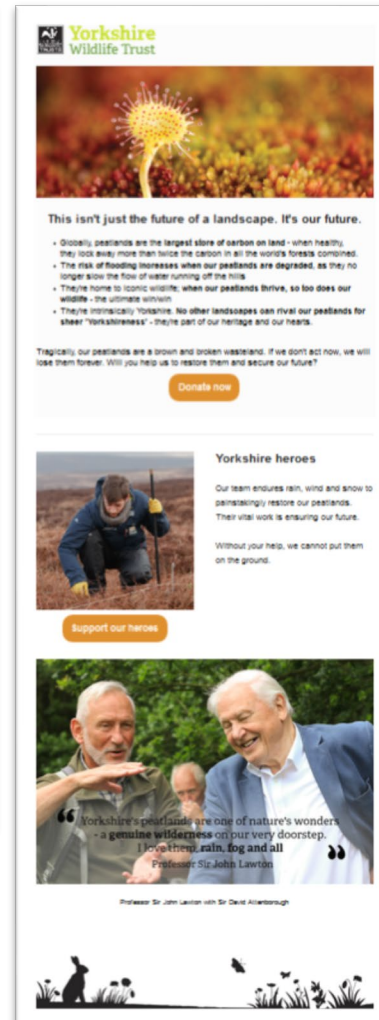 Yorkshire
Wildlife Trust
This isn't just the future of a landscape. It's our future.
• Globally, peatlands are the largest store of carbon on land - when healthy,
they lock away more than twice the carbon in all the world's forests combined.
• The risk of flooding increases when our peatlands are degraded, as they no
longer slow the flow of water running off the hills
• They're home to iconic wildlife; when our peatlands thrive, so too does our
wildlife - the ultimate win/win
• They're intrinsically Yorkshire. No other landscapes can rival our peatlands for
sheer "Yorkshireness" - they're part of our heritage and our hearts.
Tragically, our peatlands are a brown and broken wasteland. If we don't act now, we will
lose them forever. Will you help us to restore them and secure our future?
Donate now
Yorkshire heroes
Our team endures rain, wind and snow to
painstakingly restore our peatlands.
Their vital work is ensuring our future.
Without your help, we cannot put them
on the ground.
Support our heroes
“Yorkshire's peatlands are one of nature's wonders
- a genuine wilderness on our very doorstep.
I love them, rain, fog and all”
Professor Sir John Lawton
Professor Sir John Lawton with Sir David Attenborough